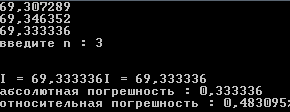 69,307289
69,346352
69,333336
введите n : 3
I = 69,333336I = 69,333336
абсолютная погрешность : 0,333336
относительная погрешность : 0,483095